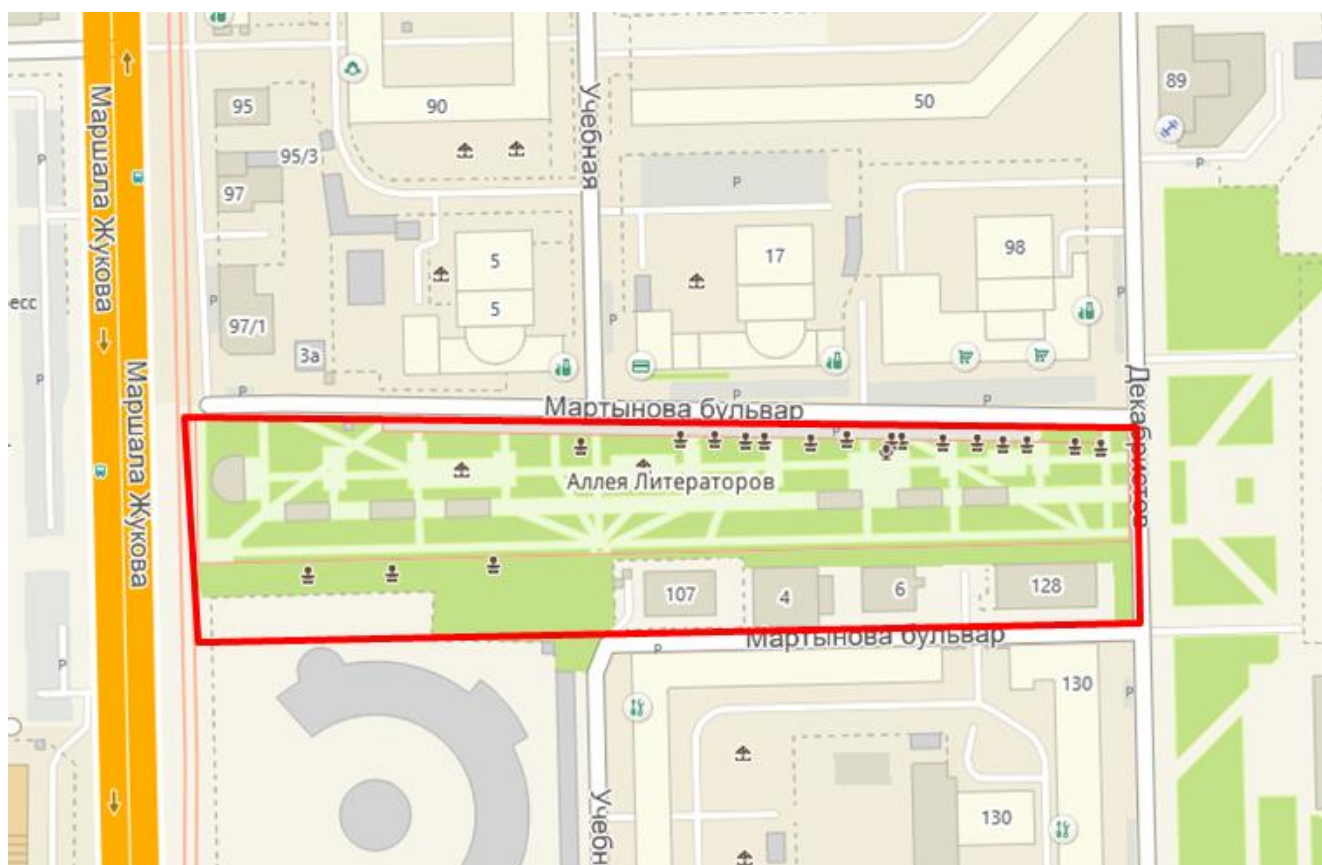 Маршала Жукова
Маршала Жукова
Учебная
95
95/3
90
50
89
97
P
P
P
5
17
98
5
P
P
97/1
3а
есс
P
P
P
P
P
P
Мартынова бульвар
Декабристов
P
Аллея Литераторов
107
4
6
128
Мартынова бульвар
P
P
130
P
130
Учебн